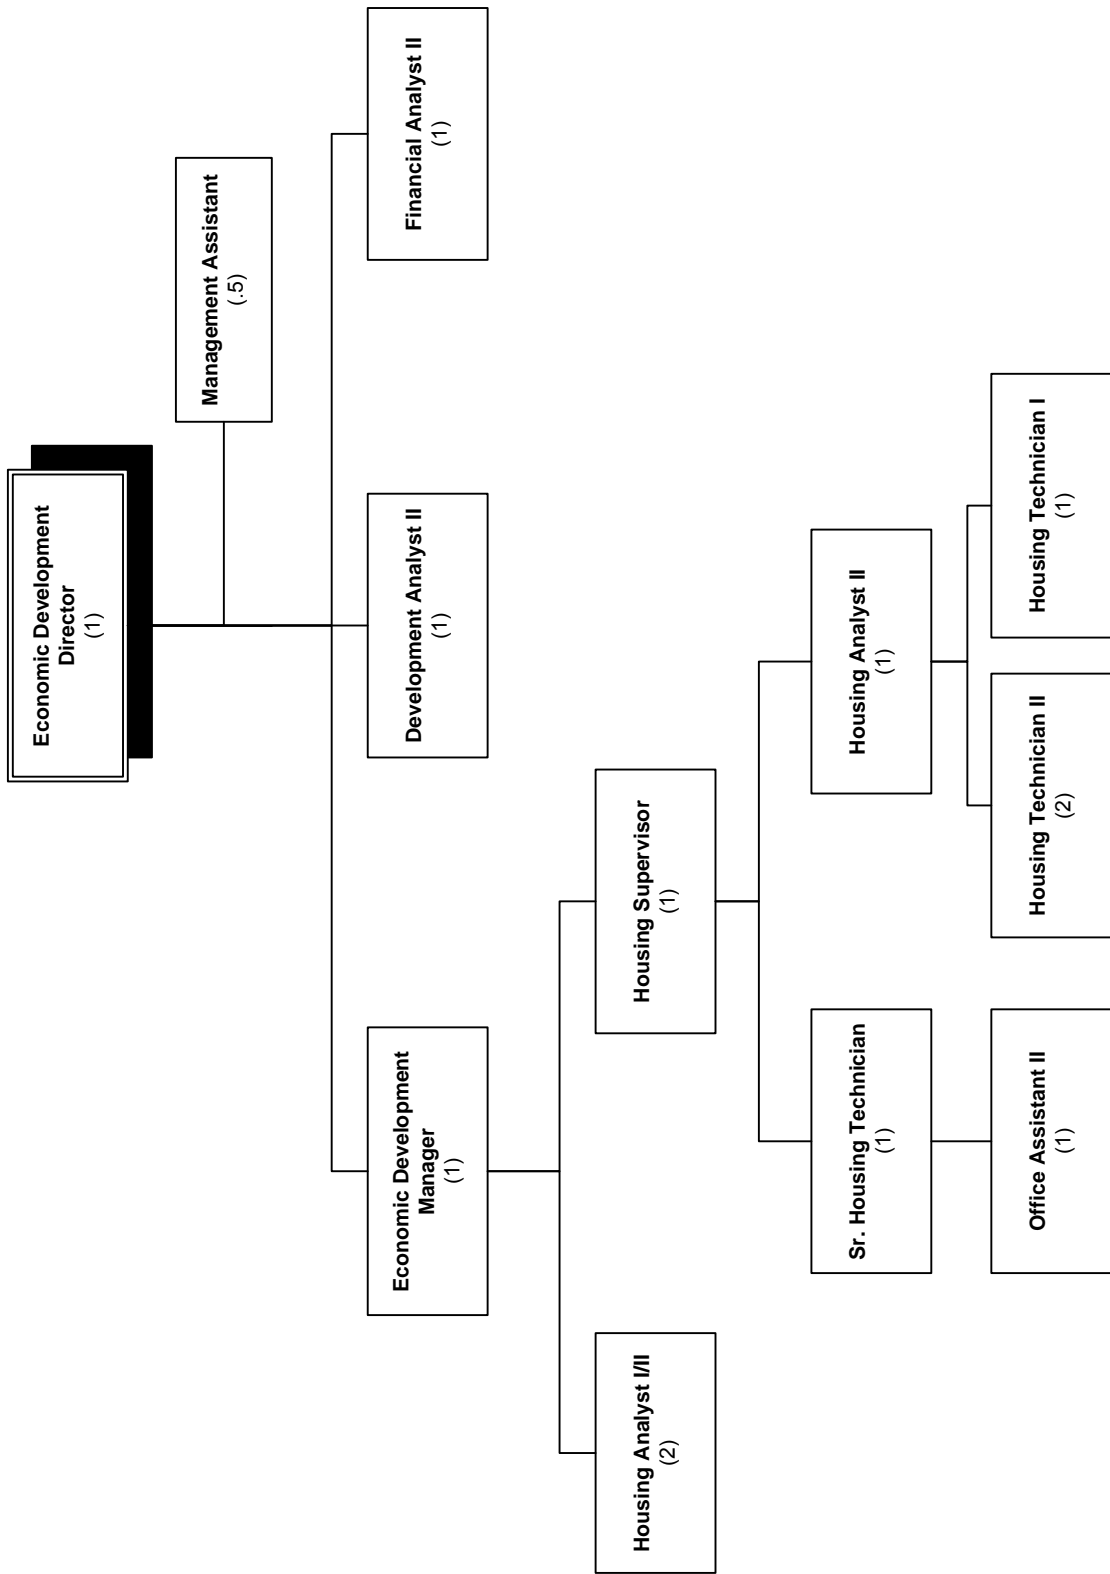 Economic Development
Director
(1)
Management Assistant
(.5)
Economic Development
Manager
(1)
Development Analyst II
(1)
Financial Analyst II
(1)
Housing Analyst I/II
(2)
Housing Supervisor
(1)
Sr. Housing Technician
(1)
Housing Analyst II
(1)
Office Assistant II
(1)
Housing Technician II
(2)
Housing Technician I
(1)